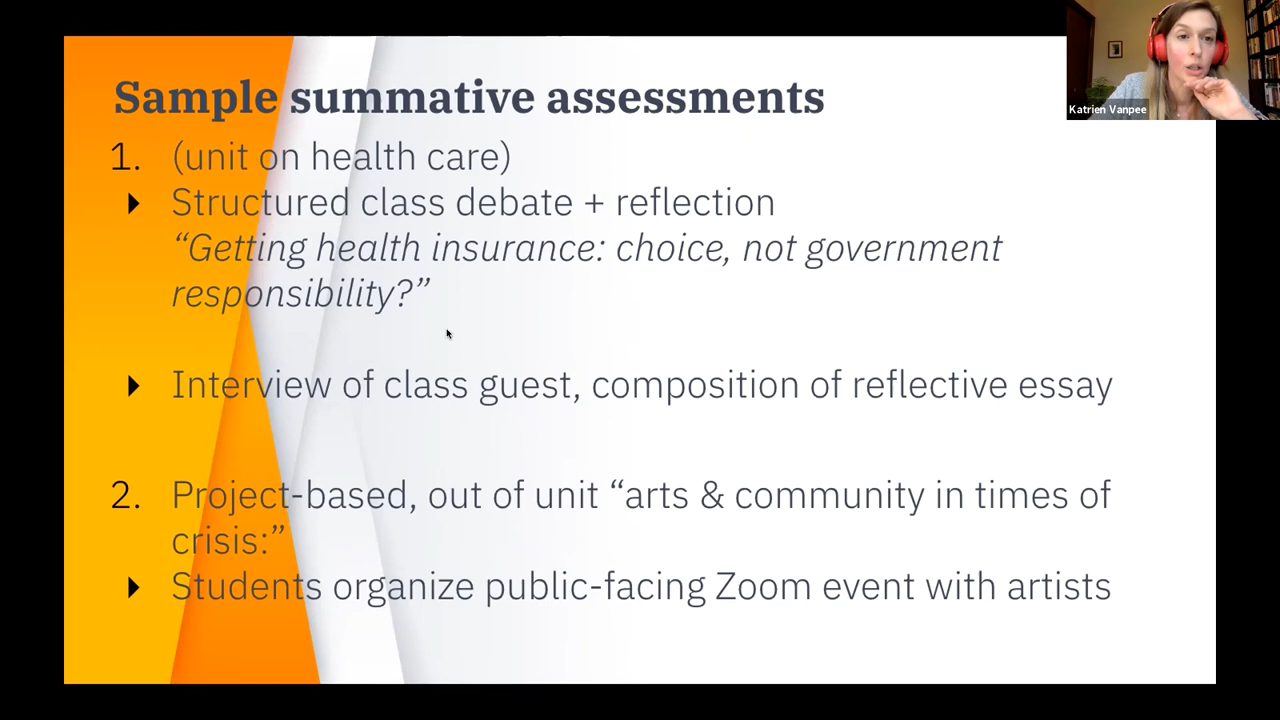 Katrien Vanpee
Sample summative assessments
1. (unit on health care)
Structured class debate + reflection
“Getting health insurance: choice, not government
responsibility?”
Interview of class guest, composition of reflective essay
2. Project-based, out of unit “arts & community in times of
crisis:”
Students organize public-facing Zoom event with artists